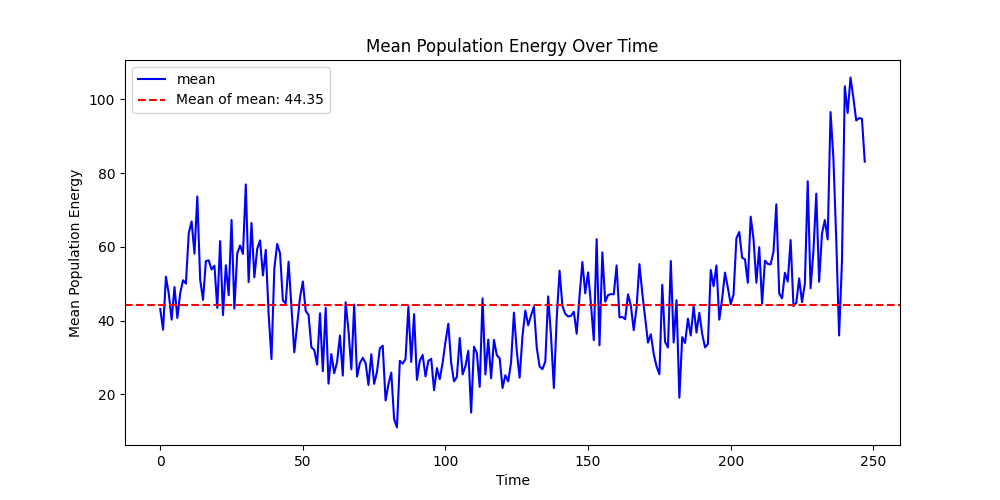 Mean Population Energy Over Time
mean
Mean of mean: 44.35
Mean Population Energy
100
80
60
40
20
0
50
100
150
200
250
Time